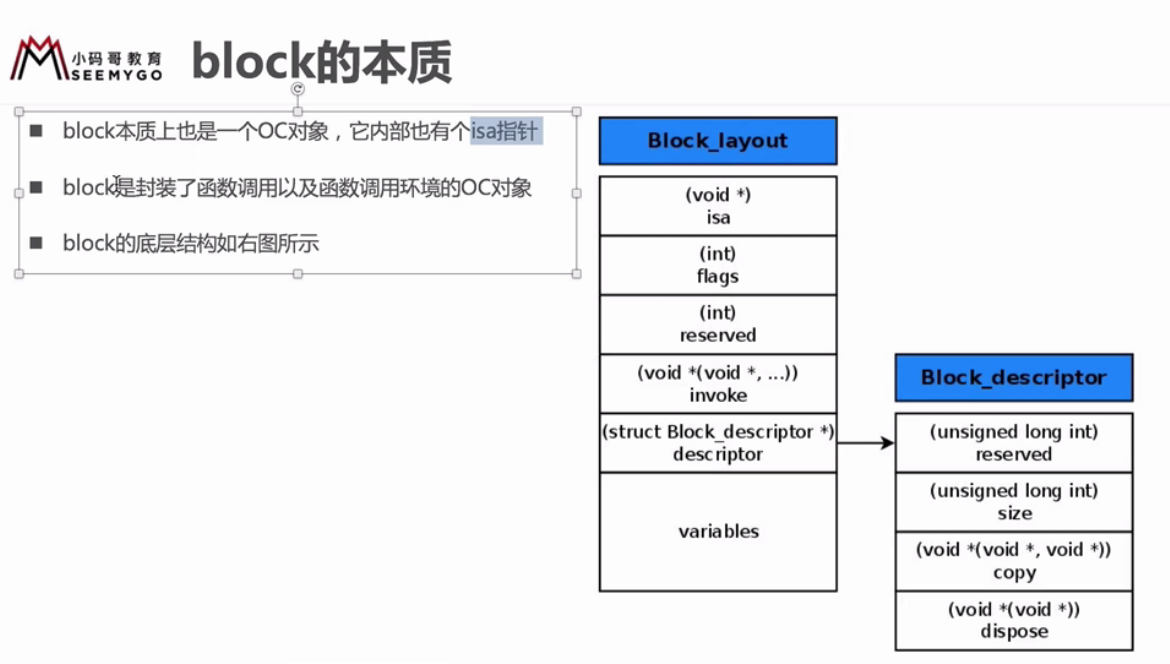 小码哥教育
SEEMYGO
block的本质
■ block本质上也是一个OC对象，它内部也有个isa指针
■ block是封装了函数调用以及函数调用环境的OC对象
■ block的底层结构如右图所示
Block_layout
(void *)
isa
(int)
flags
(int)
reserved
(void *(void *, ...))
invoke
(struct Block_descriptor *)
descriptor
variables
Block_descriptor
(unsigned long int)
reserved
(unsigned long int)
size
(void *(void *, void *))
copy
(void *(void *))
dispose